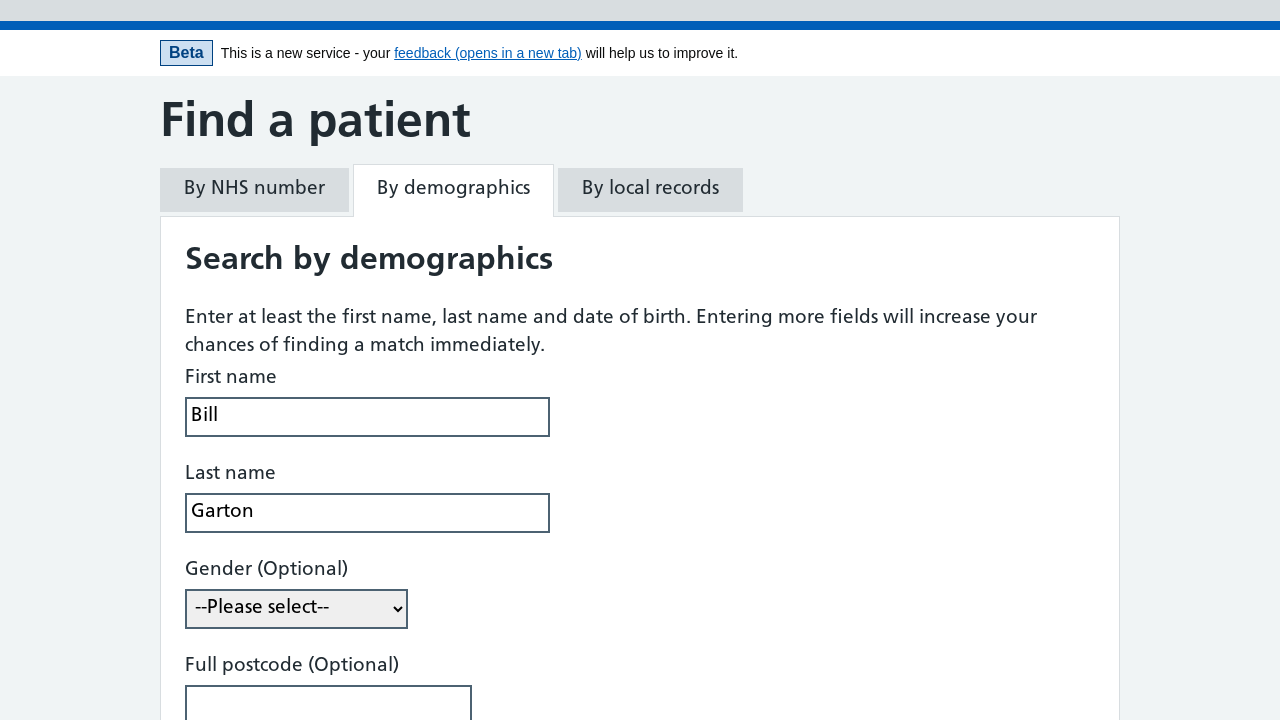 Beta This is a new service - your feedback (opens in a new tab) will help us to improve it.
Find a patient
By NHS number By demographics By local records
Search by demographics
Enter at least the first name, last name and date of birth. Entering more fields will increase your
chances of finding a match immediately.
First name
Bill
Last name
Garton
Gender (Optional)
--Please select--
Full postcode (Optional)